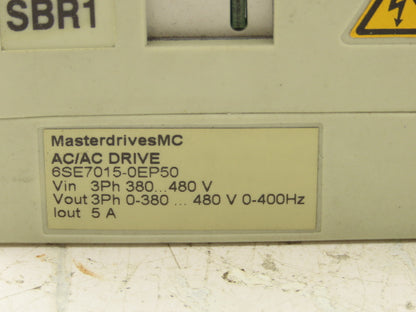 SBR1
MasterdrivesMC
AC/AC DRIVE
6SE7015-0EP50
Vin 3Ph 380...480 V
Vout 3Ph 0-380 ... 480 V 0-400Hz
Iout 5 A